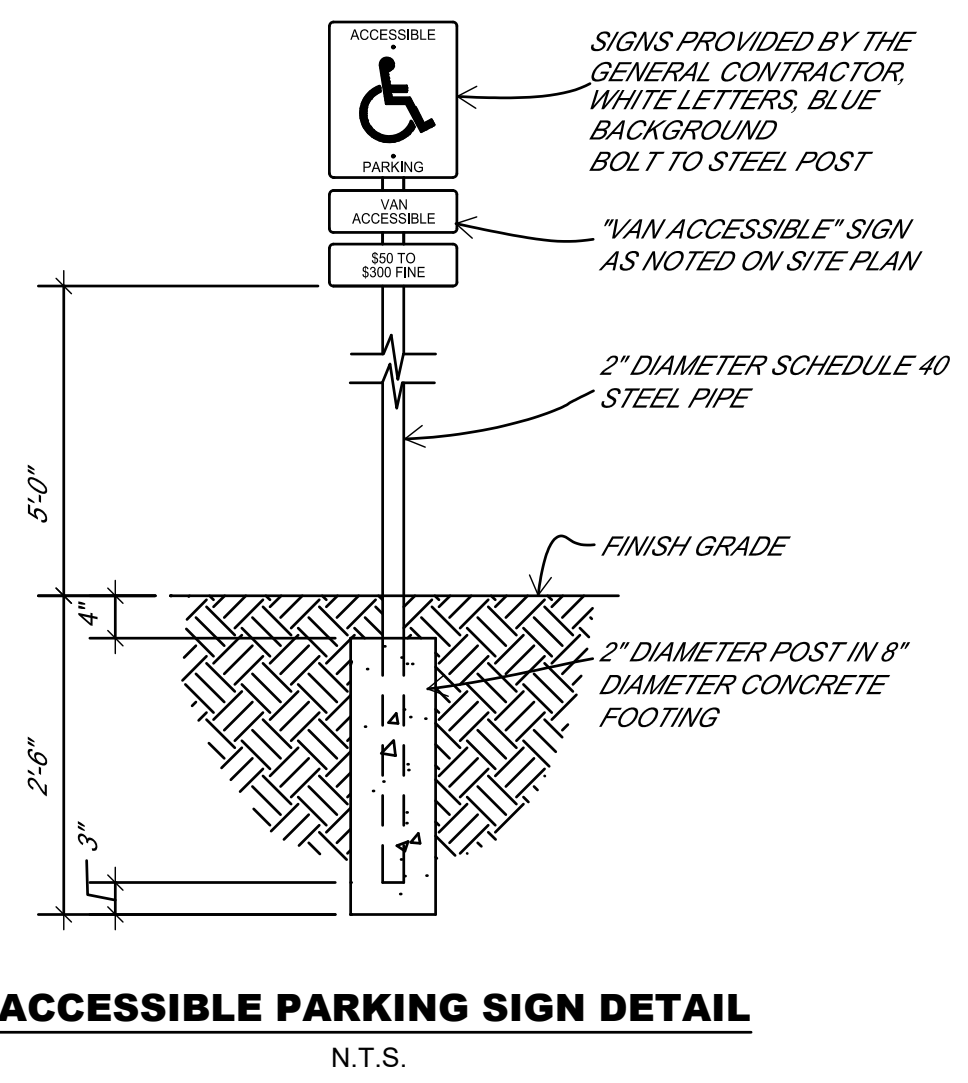 ACCESSIBLE
PARKING
VAN
ACCESSIBLE
$50 TO
$300 FINE
SIGNS PROVIDED BY THE
GENERAL CONTRACTOR,
WHITE LETTERS, BLUE
BACKGROUND
BOLT TO STEEL POST
"VAN ACCESSIBLE" SIGN
AS NOTED ON SITE PLAN
2" DIAMETER SCHEDULE 40
STEEL PIPE
5'-0"
FINISH GRADE
4"
2" DIAMETER POST IN 8"
DIAMETER CONCRETE
FOOTING
2'-6"
3"
ACCESSIBLE PARKING SIGN DETAIL
N.T.S.